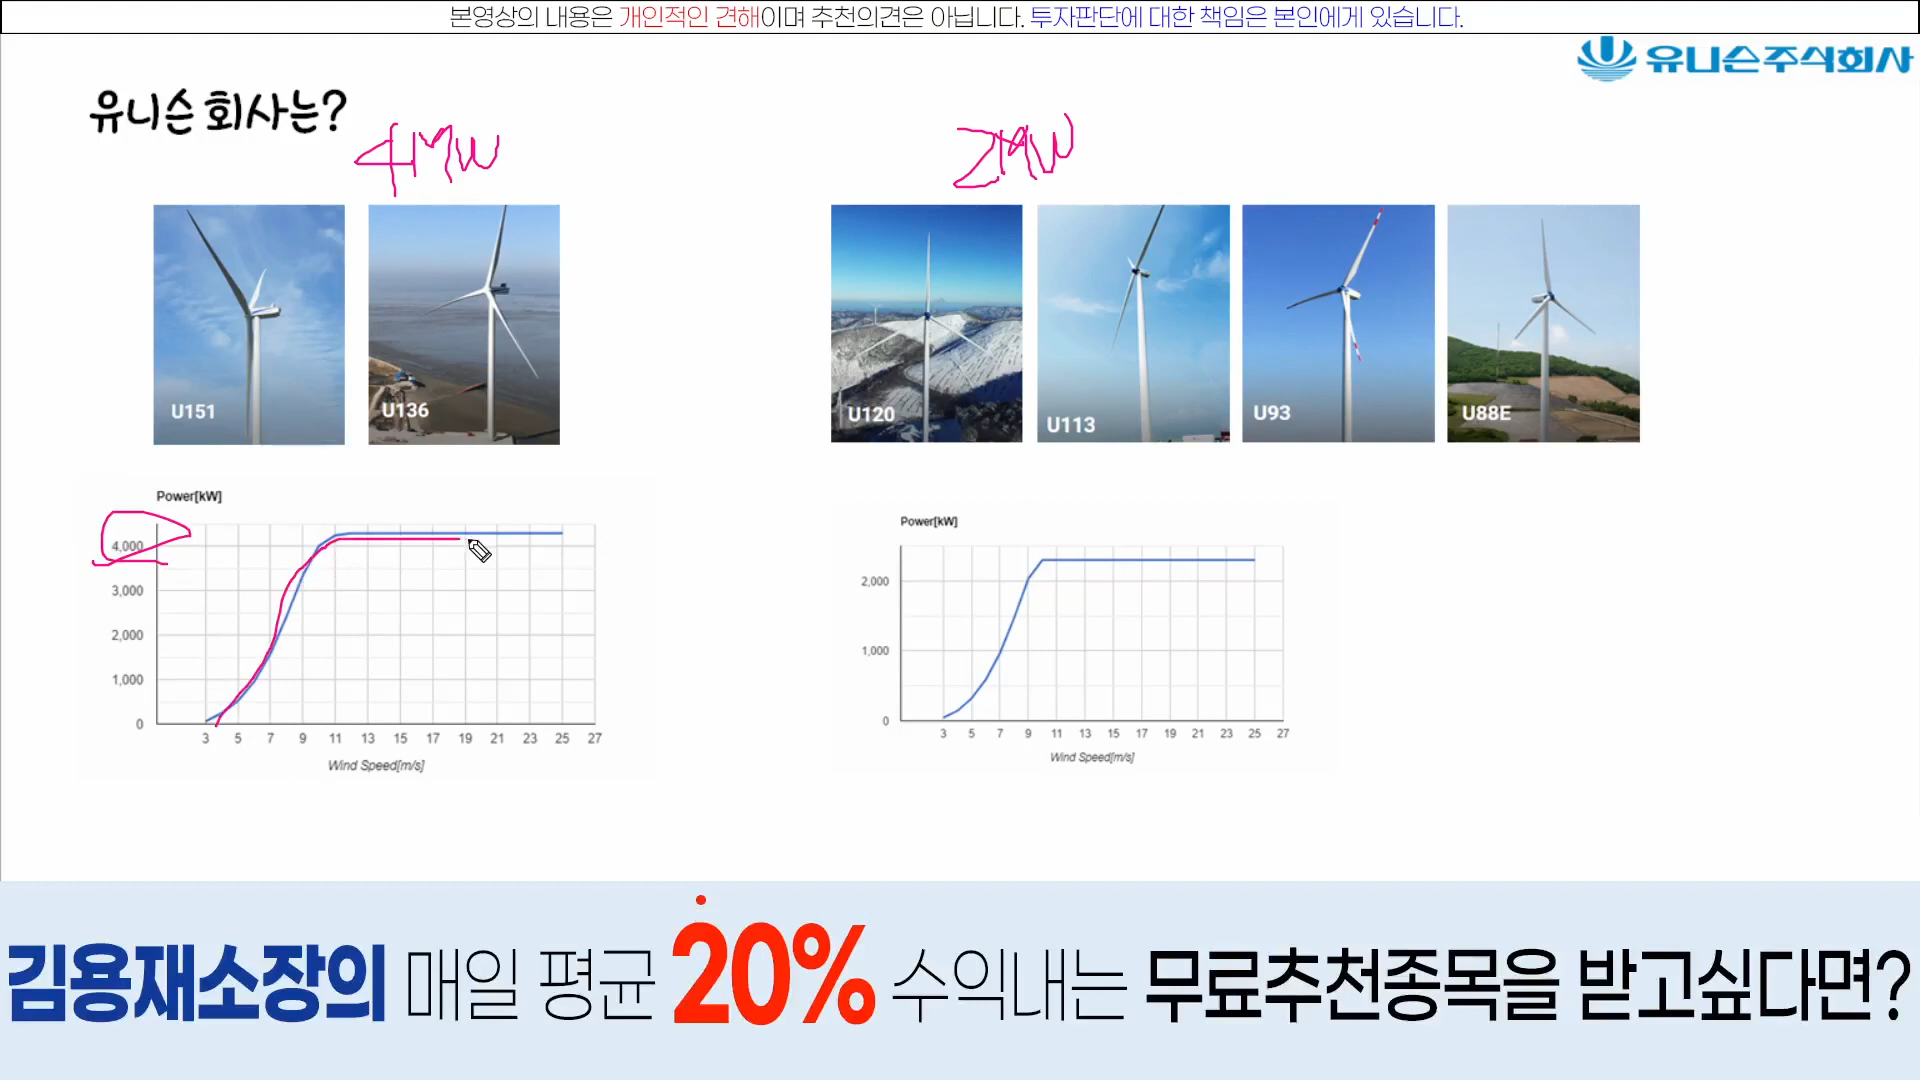 본영상의 내용은 개인적인 견해이며 추천의견은 아닙니다. 투자판단에 대한 책임은 본인에게 있습니다.
유니슨주식회사
유니슨 회사는?
4MW
2MW
U151
U136
U120
U113
U93
U88E
Power[kW]
4,000
3,000
2,000
1,000
0
3 5 7 9 11 13 15 17 19 21 23 25 27
Wind Speed[m/s]
Power[kW]
2,000
1,000
0
3 5 7 9 11 13 15 17 19 21 23 25 27
Wind Speed[m/s]
김용재소장의 매일 평균 20% 수익내는 무료추천종목을 받고싶다면?